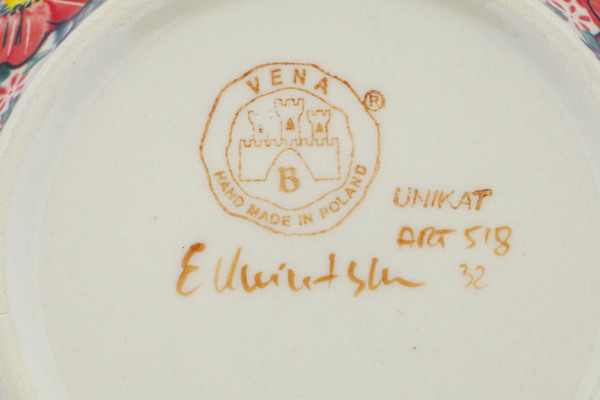 VENA
®
B
HAND MADE IN POLAND
UNIKAT
ART 518
32